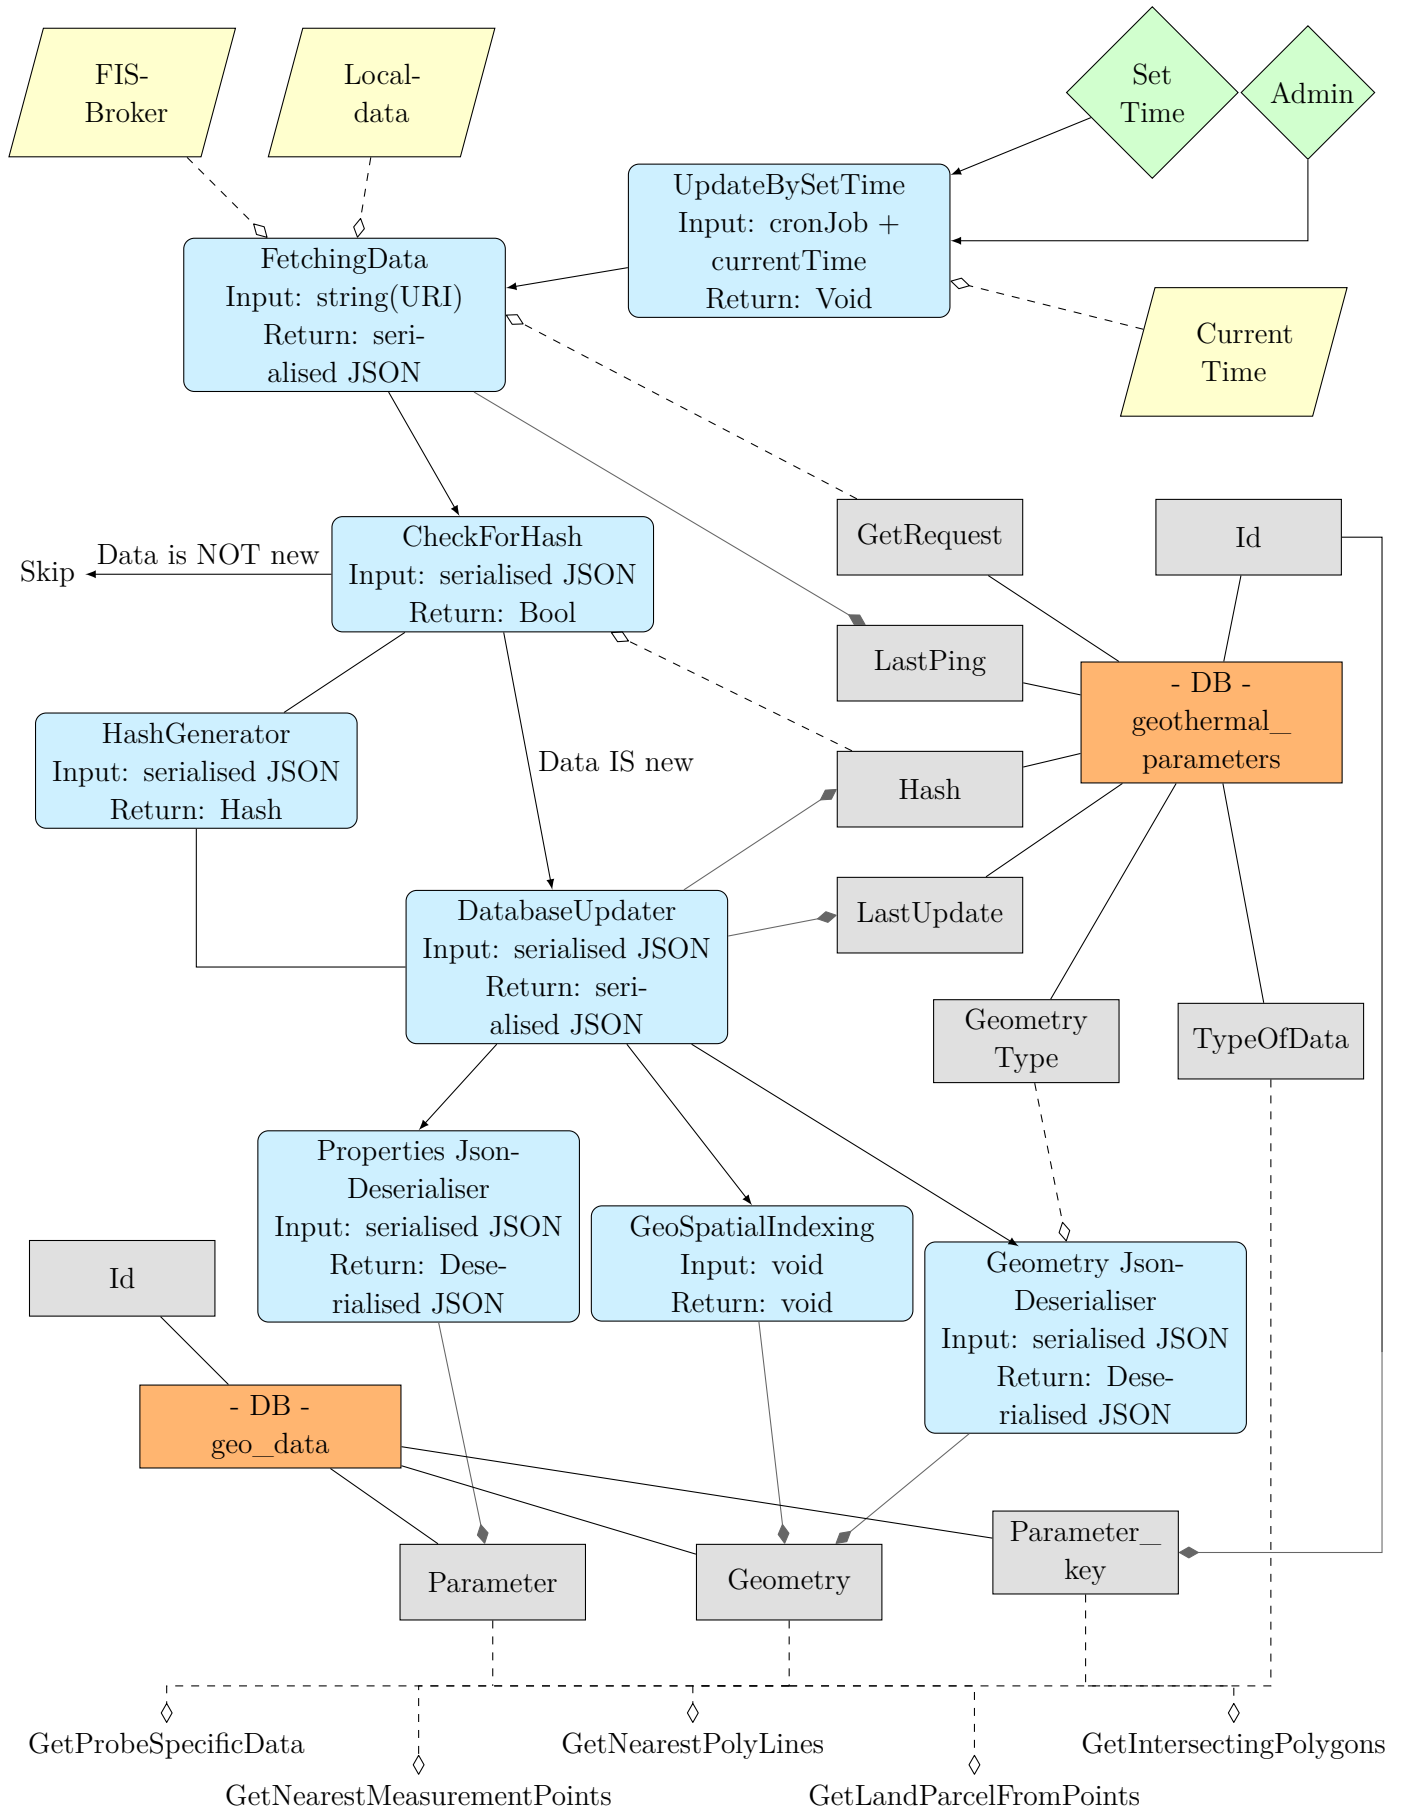 FIS-
Broker
Local-
data
Set
Time
Admin
UpdateBySetTime
Input: cronJob +
currentTime
Return: Void
FetchingData
Input: string(URI)
Return: seri-
alised JSON
Current
Time
GetRequest
Id
CheckForHash
Input: serialised JSON
Return: Bool
Data is NOT new
Skip
LastPing
- DB -
geothermal_
parameters
HashGenerator
Input: serialised JSON
Return: Hash
Data IS new
Hash
LastUpdate
DatabaseUpdater
Input: serialised JSON
Return: seri-
alised JSON
Geometry
Type
TypeOfData
Properties Json-
Deserialiser
Input: serialised JSON
Return: Dese-
rialised JSON
GeoSpatialIndexing
Input: void
Return: void
Geometry Json-
Deserialiser
Input: serialised JSON
Return: Dese-
rialised JSON
Id
- DB -
geo_data
Parameter
Geometry
Parameter_
key
GetProbeSpecificData
GetNearestPolyLines
GetIntersectingPolygons
GetNearestMeasurementPoints
GetLandParcelFromPoints